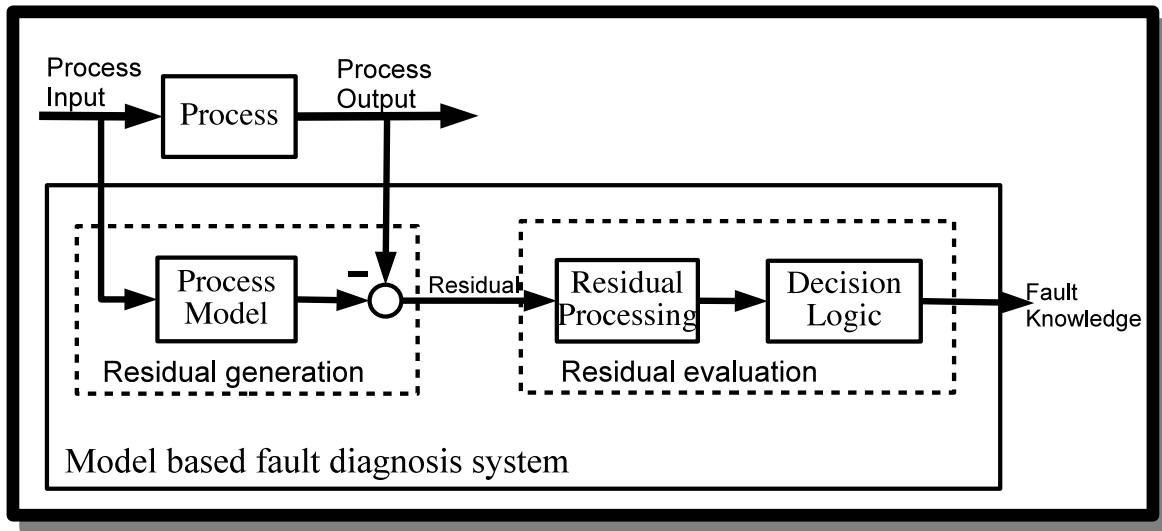 Process
Input
Process
Process
Output
Process
Model
−
Residual
Residual
Processing
Decision
Logic
Fault
Knowledge
Residual generation
Residual evaluation
Model based fault diagnosis system